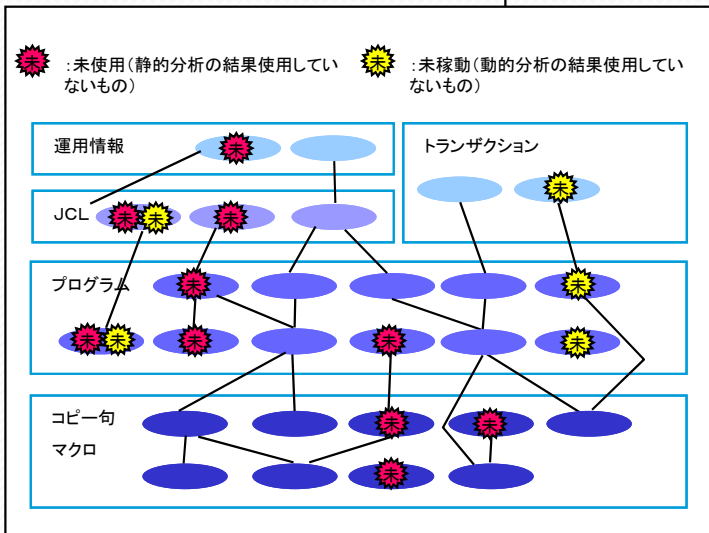 未 :未使用(静的分析の結果使用してい
ないもの)
未 :未稼動(動的分析の結果使用してい
ないもの)
運用情報
未
トランザクション
未
JCL
未 未 未
プログラム
未 未
未 未 未 未 未
コピー句
未 未
マクロ
未